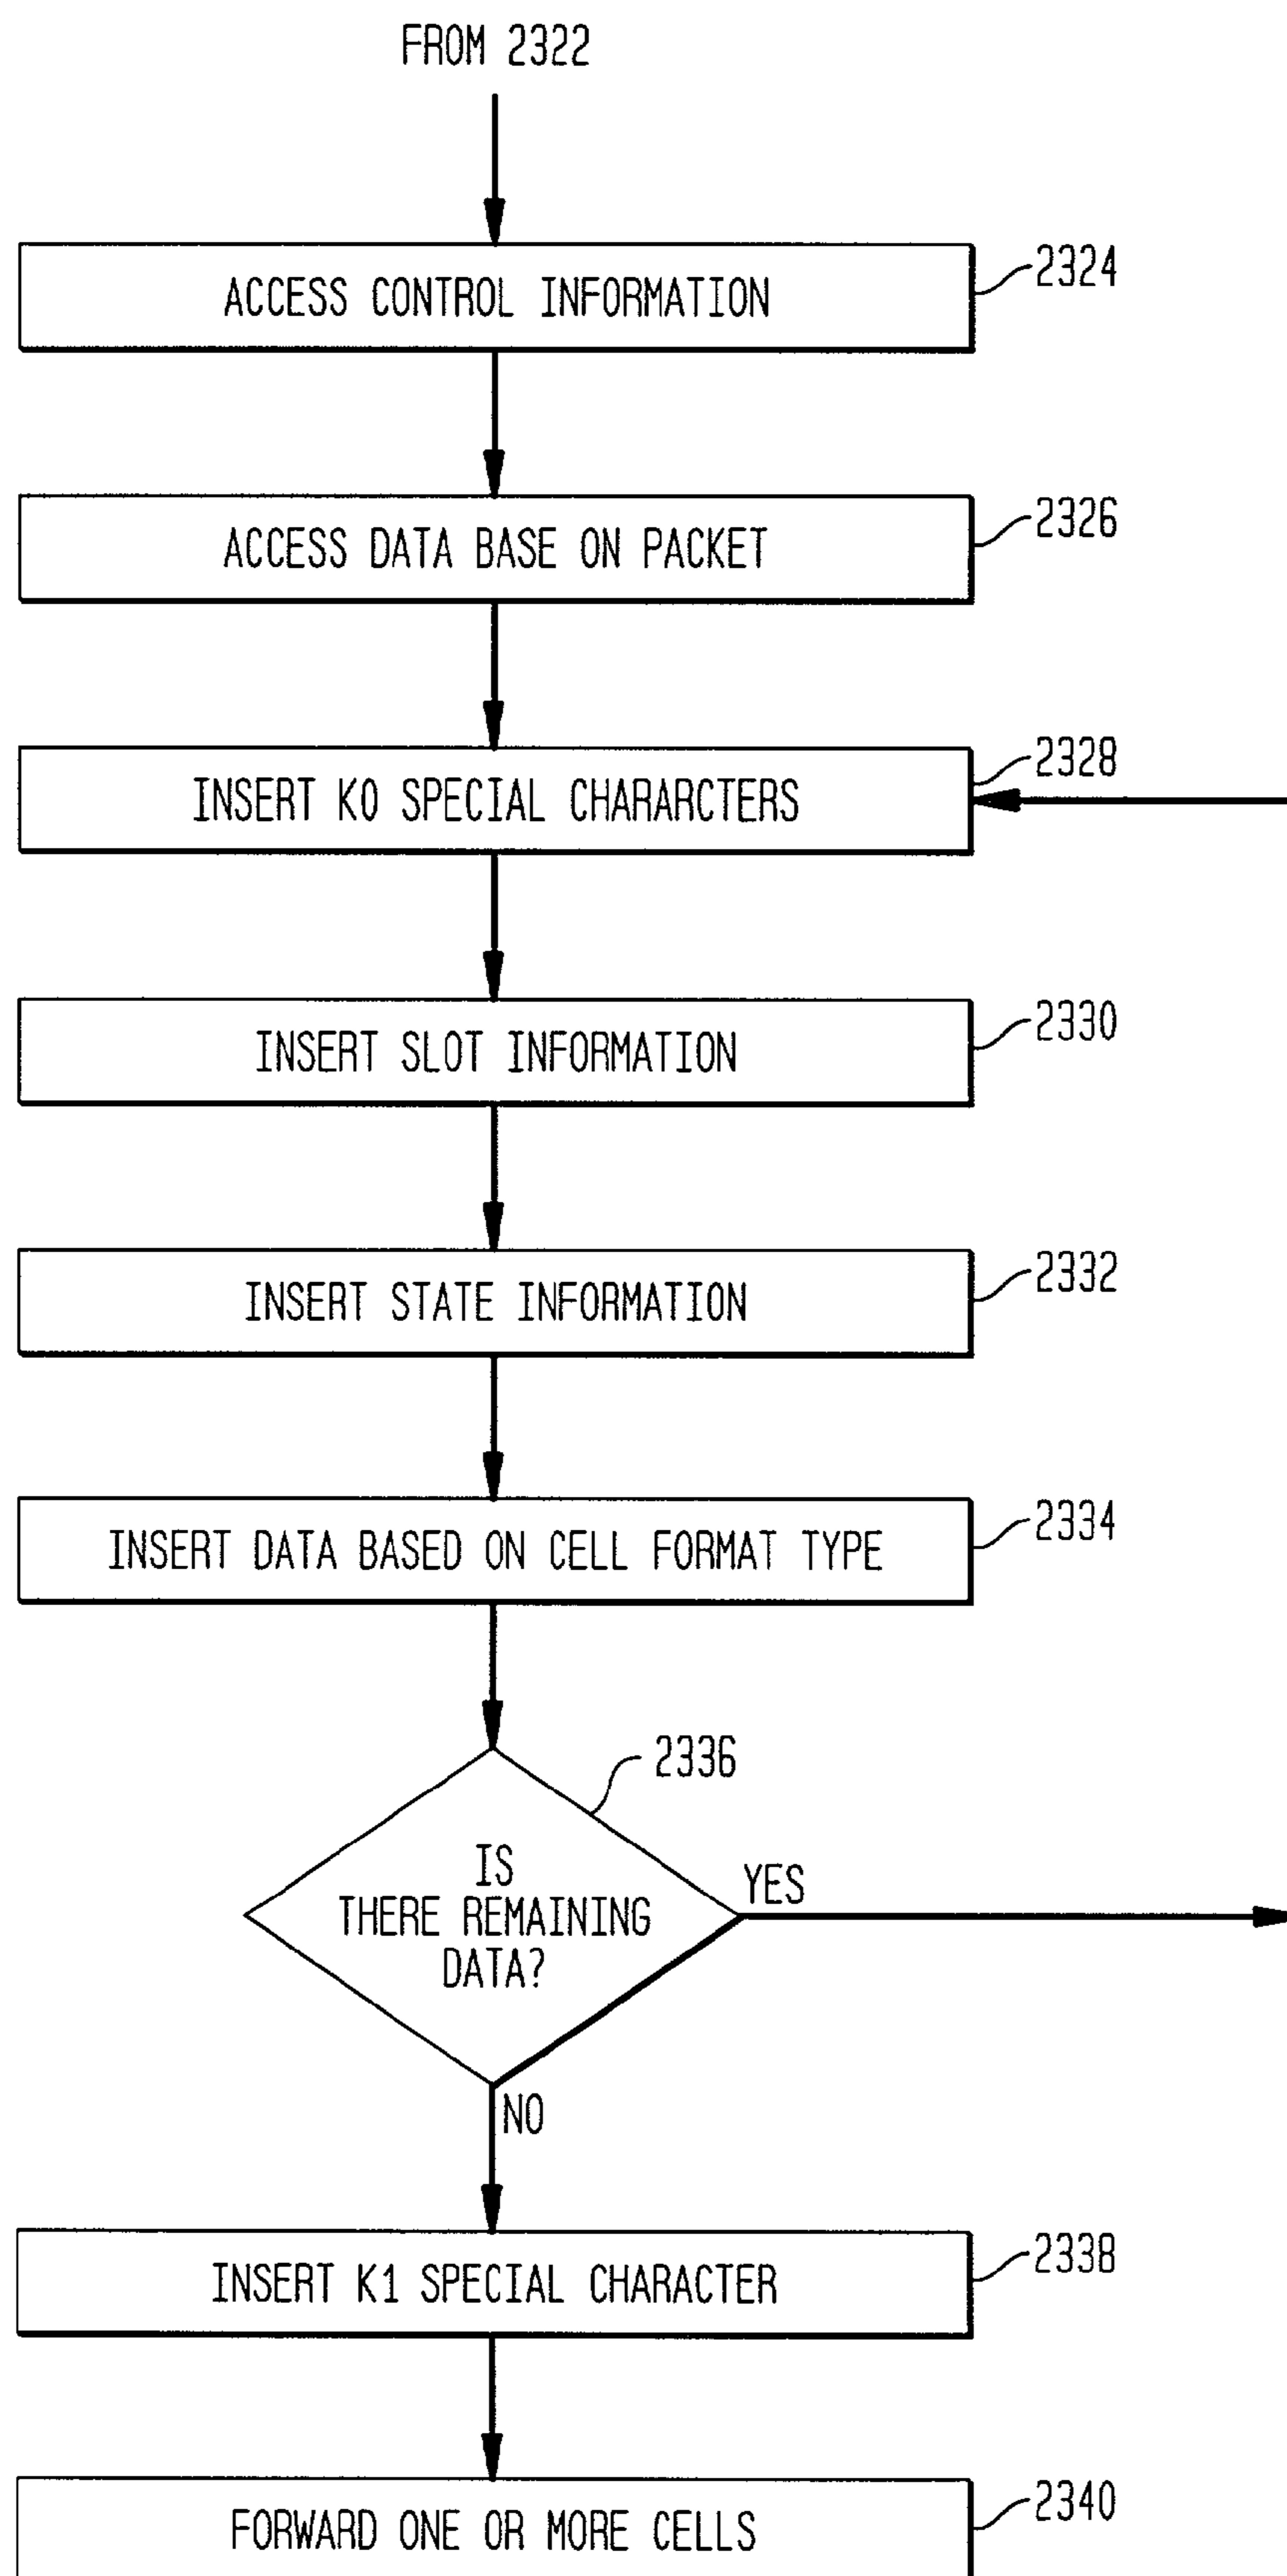 FROM 2322
ACCESS CONTROL INFORMATION
2324
ACCESS DATA BASE ON PACKET
2326
INSERT K0 SPECIAL CHARARCTERS
2328
INSERT SLOT INFORMATION
2330
INSERT STATE INFORMATION
2332
INSERT DATA BASED ON CELL FORMAT TYPE
2334
2336
IS
THERE REMAINING
DATA?
YES
NO
INSERT K1 SPECIAL CHARACTER
2338
FORWARD ONE OR MORE CELLS
2340